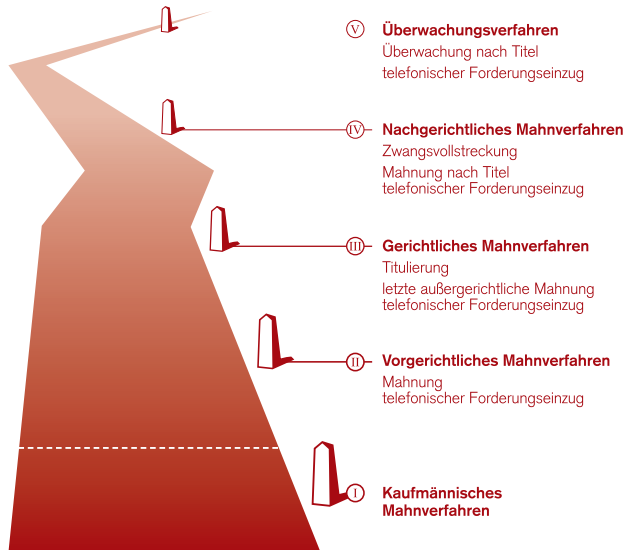 V Überwachungsverfahren
Überwachung nach Titel
telefonischer Forderungseinzug
IV Nachgerichtliches Mahnverfahren
Zwangsvollstreckung
Mahnung nach Titel
telefonischer Forderungseinzug
III Gerichtliches Mahnverfahren
Titulierung
letzte außergerichtliche Mahnung
telefonischer Forderungseinzug
II Vorgerichtliches Mahnverfahren
Mahnung
telefonischer Forderungseinzug
I Kaufmännisches
Mahnverfahren